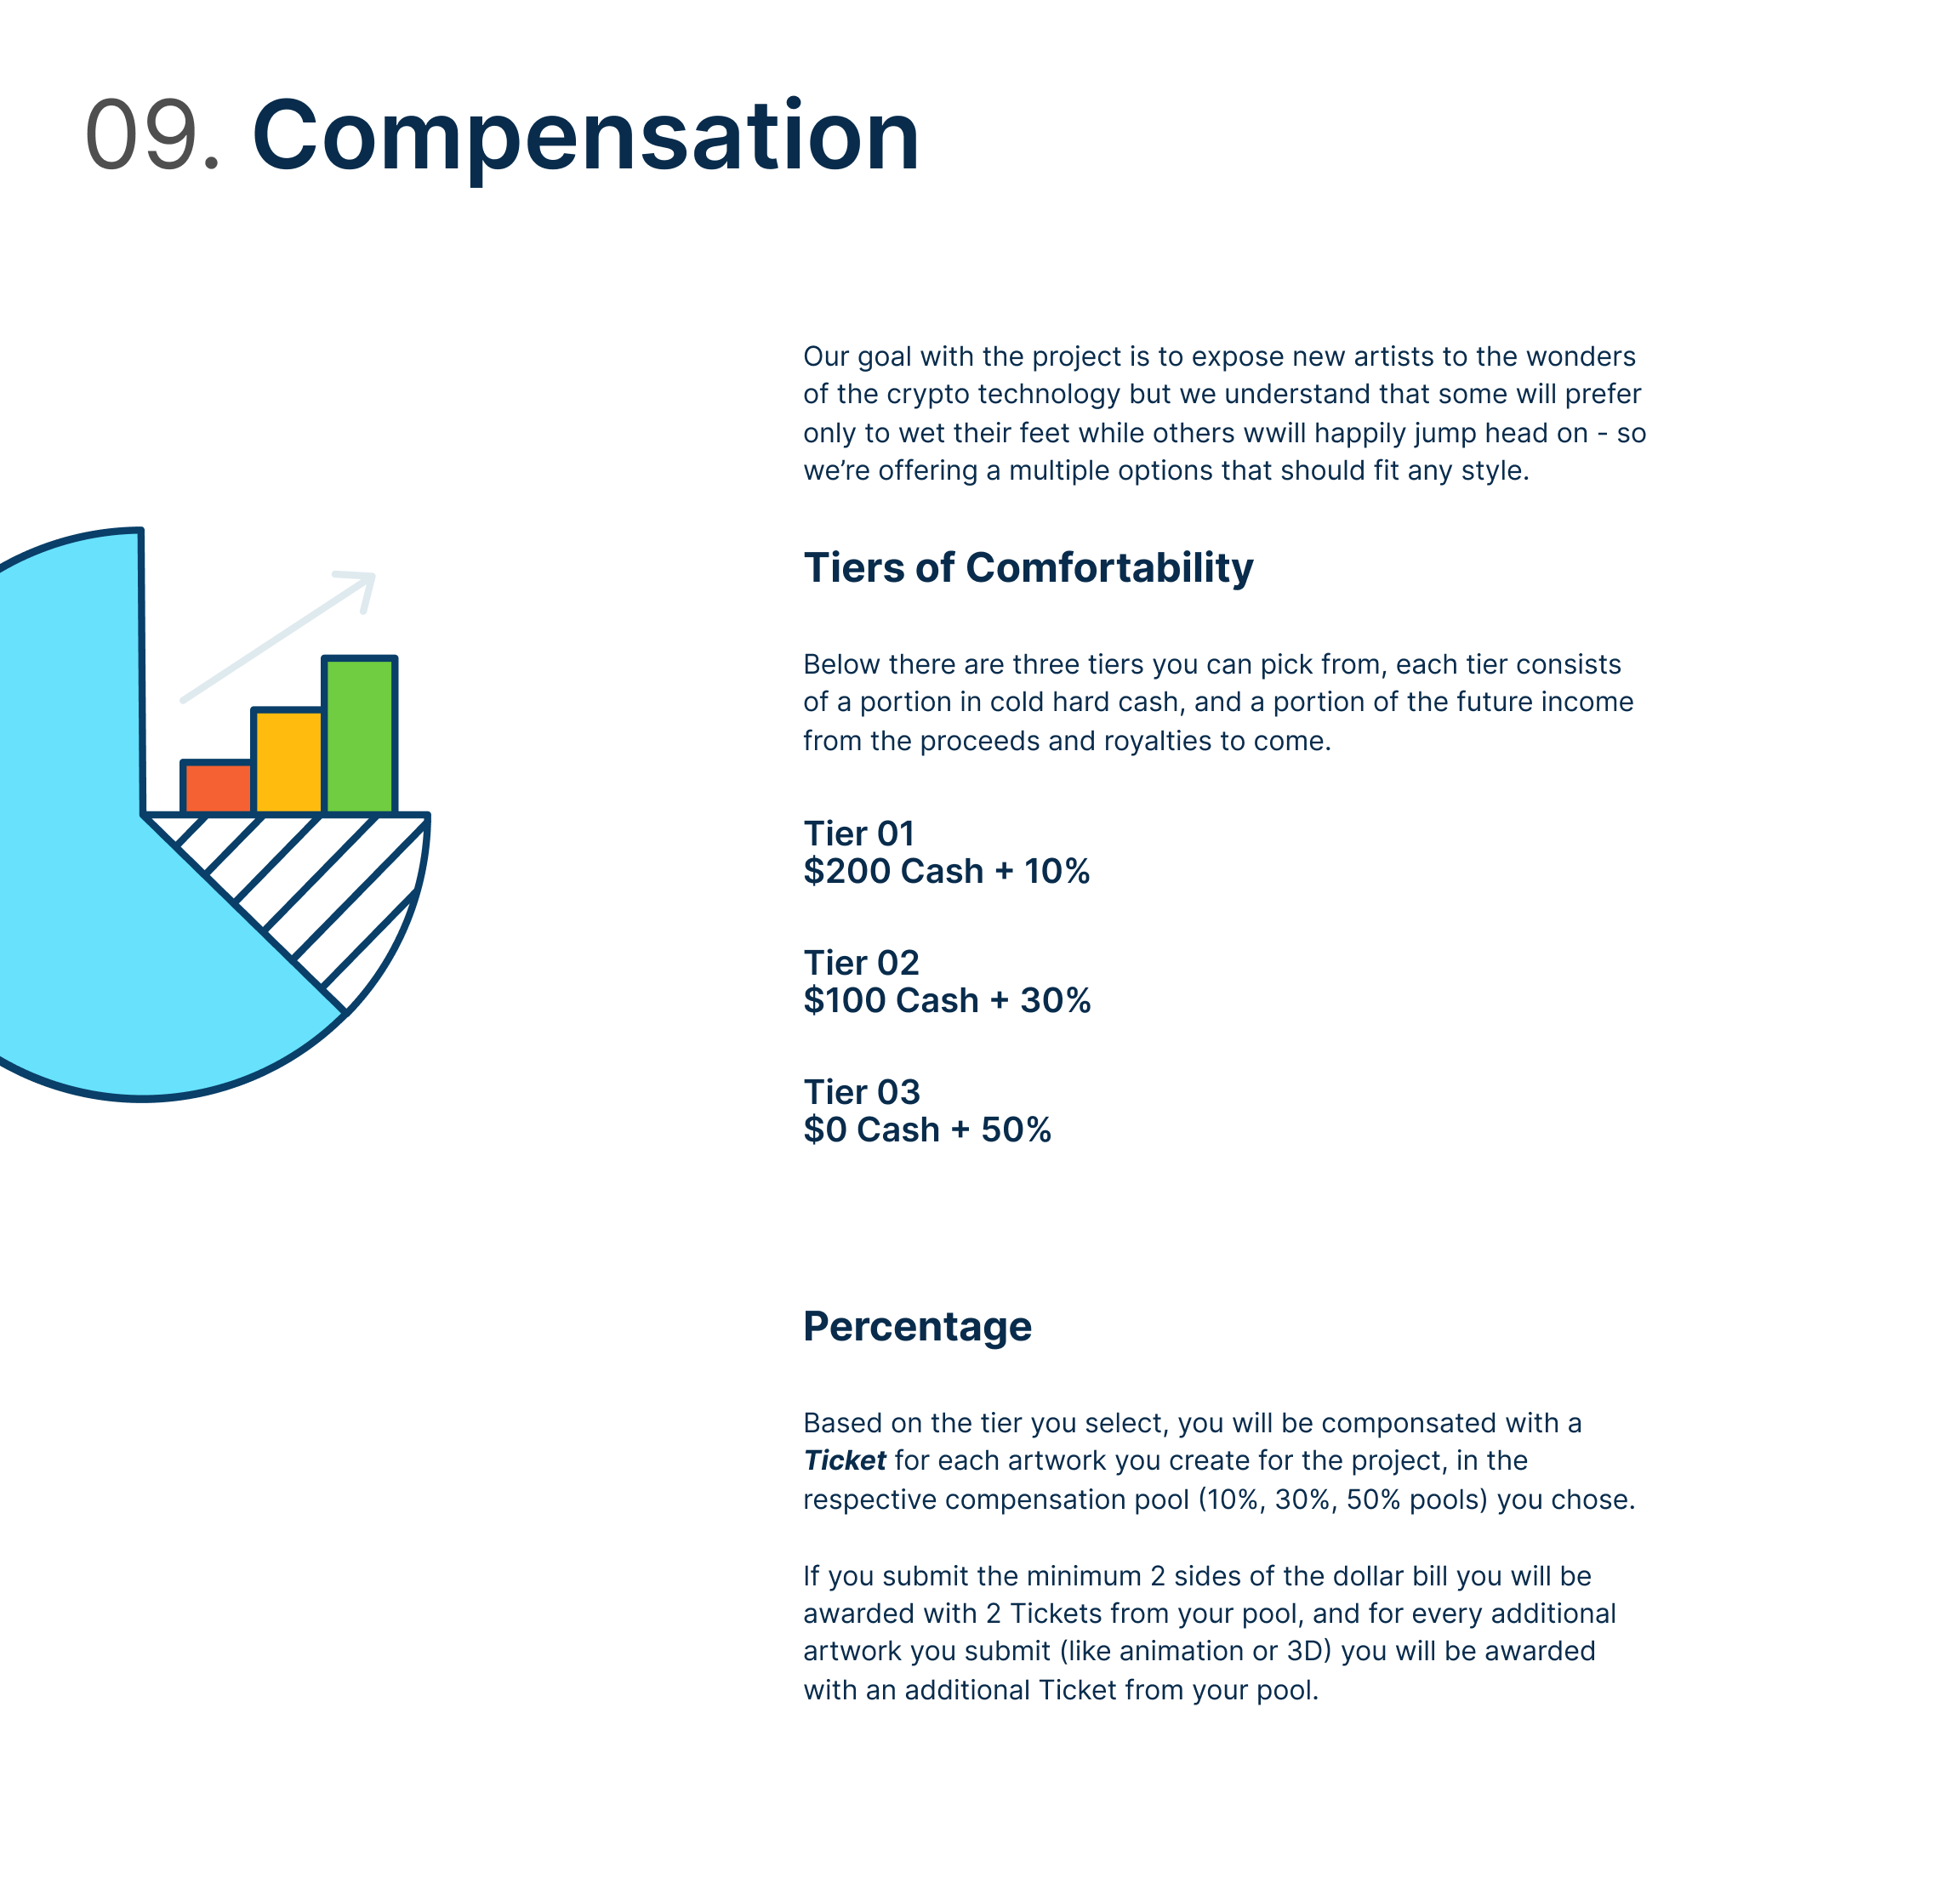 09. Compensation
Our goal with the project is to expose new artists to the wonders
of the crypto technology but we understand that some will prefer
only to wet their feet while others wwill happily jump head on - so
we’re offering a multiple options that should fit any style.
Tiers of Comfortability
Below there are three tiers you can pick from, each tier consists
of a portion in cold hard cash, and a portion of the future income
from the proceeds and royalties to come.
Tier 01
$200 Cash + 10%
Tier 02
$100 Cash + 30%
Tier 03
$0 Cash + 50%
Percentage
Based on the tier you select, you will be componsated with a
Ticket for each artwork you create for the project, in the
respective compensation pool (10%, 30%, 50% pools) you chose.
If you submit the minimum 2 sides of the dollar bill you will be
awarded with 2 Tickets from your pool, and for every additional
artwork you submit (like animation or 3D) you will be awarded
with an additional Ticket from your pool.